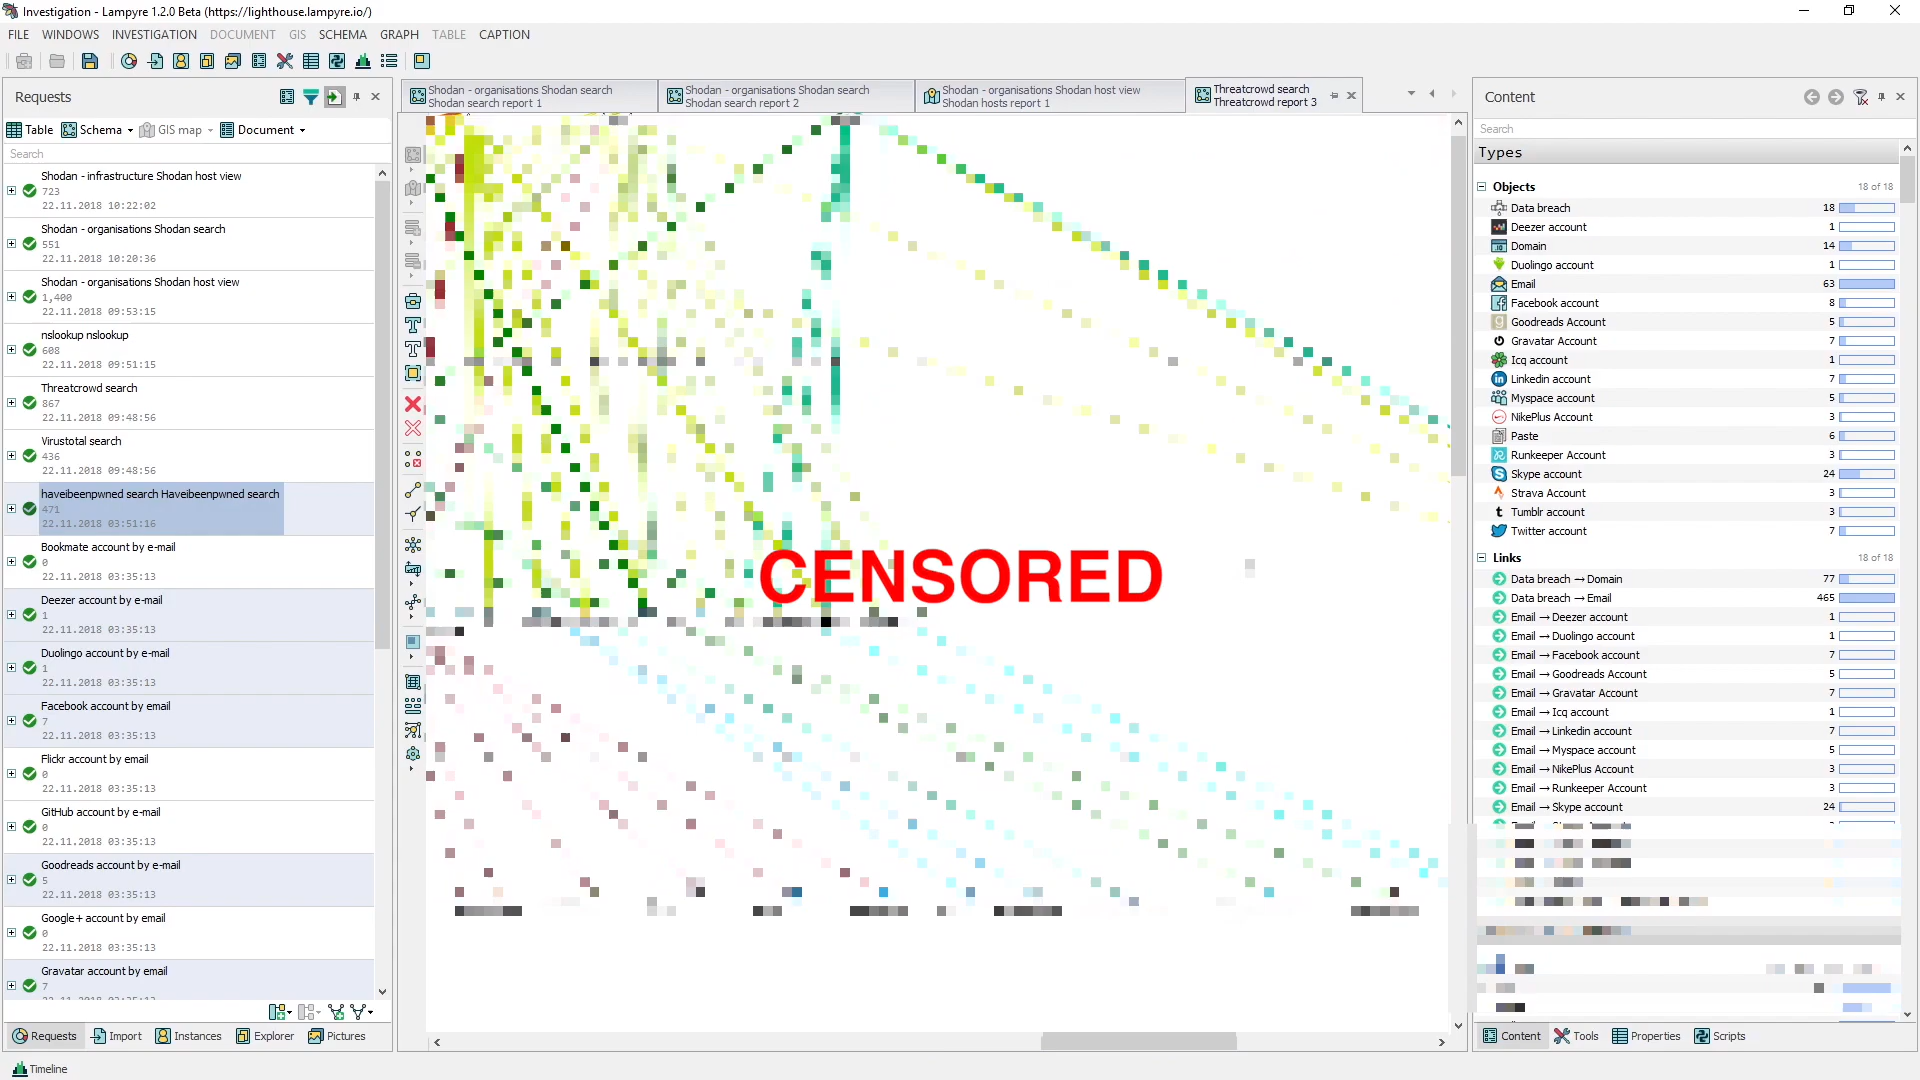 Investigation - Lampyre 1.2.0 Beta (https://lighthouse.lampyre.io/)
FILE WINDOWS INVESTIGATION DOCUMENT GIS SCHEMA GRAPH TABLE CAPTION
Requests
Table Schema GIS map Document
Search
Shodan - infrastructure Shodan host view
723
22.11.2018 10:22:02
Shodan - organisations Shodan search
551
22.11.2018 10:20:36
Shodan - organisations Shodan host view
1,400
22.11.2018 09:53:15
nslookup nslookup
608
22.11.2018 09:51:15
Threatcrowd search
867
22.11.2018 09:48:56
Virustotal search
436
22.11.2018 09:48:56
haveibeenpwned search Haveibeenpwned search
471
22.11.2018 03:51:16
Bookmate account by e-mail
0
22.11.2018 03:35:13
Deezer account by e-mail
1
22.11.2018 03:35:13
Duolingo account by e-mail
1
22.11.2018 03:35:13
Facebook account by email
7
22.11.2018 03:35:13
Flickr account by email
0
22.11.2018 03:35:13
GitHub account by e-mail
0
22.11.2018 03:35:13
Goodreads account by e-mail
5
22.11.2018 03:35:13
Google+ account by email
0
22.11.2018 03:35:13
Gravatar account by email
7
Requests Import Instances Explorer Pictures
Timeline
Shodan - organisations Shodan search
Shodan search report 1
Shodan - organisations Shodan search
Shodan search report 2
Shodan - organisations Shodan host view
Shodan hosts report 1
Threatcrowd search
Threatcrowd report 3
CENSORED
Content
Search
Types
Objects 18 of 18
Data breach 18
Deezer account 1
Domain 14
Duolingo account 1
Email 63
Facebook account 8
Goodreads Account 5
Gravatar Account 7
Icq account 1
Linkedin account 7
Myspace account 5
NikePlus Account 3
Paste 6
Runkeeper Account 3
Skype account 24
Strava Account 3
Tumblr account 3
Twitter account 7
Links 18 of 18
Data breach → Domain 77
Data breach → Email 465
Email → Deezer account 1
Email → Duolingo account 1
Email → Facebook account 7
Email → Goodreads Account 5
Email → Gravatar Account 7
Email → Icq account 1
Email → Linkedin account 7
Email → Myspace account 5
Email → NikePlus Account 3
Email → Runkeeper Account 3
Email → Skype account 24
Content Tools Properties Scripts